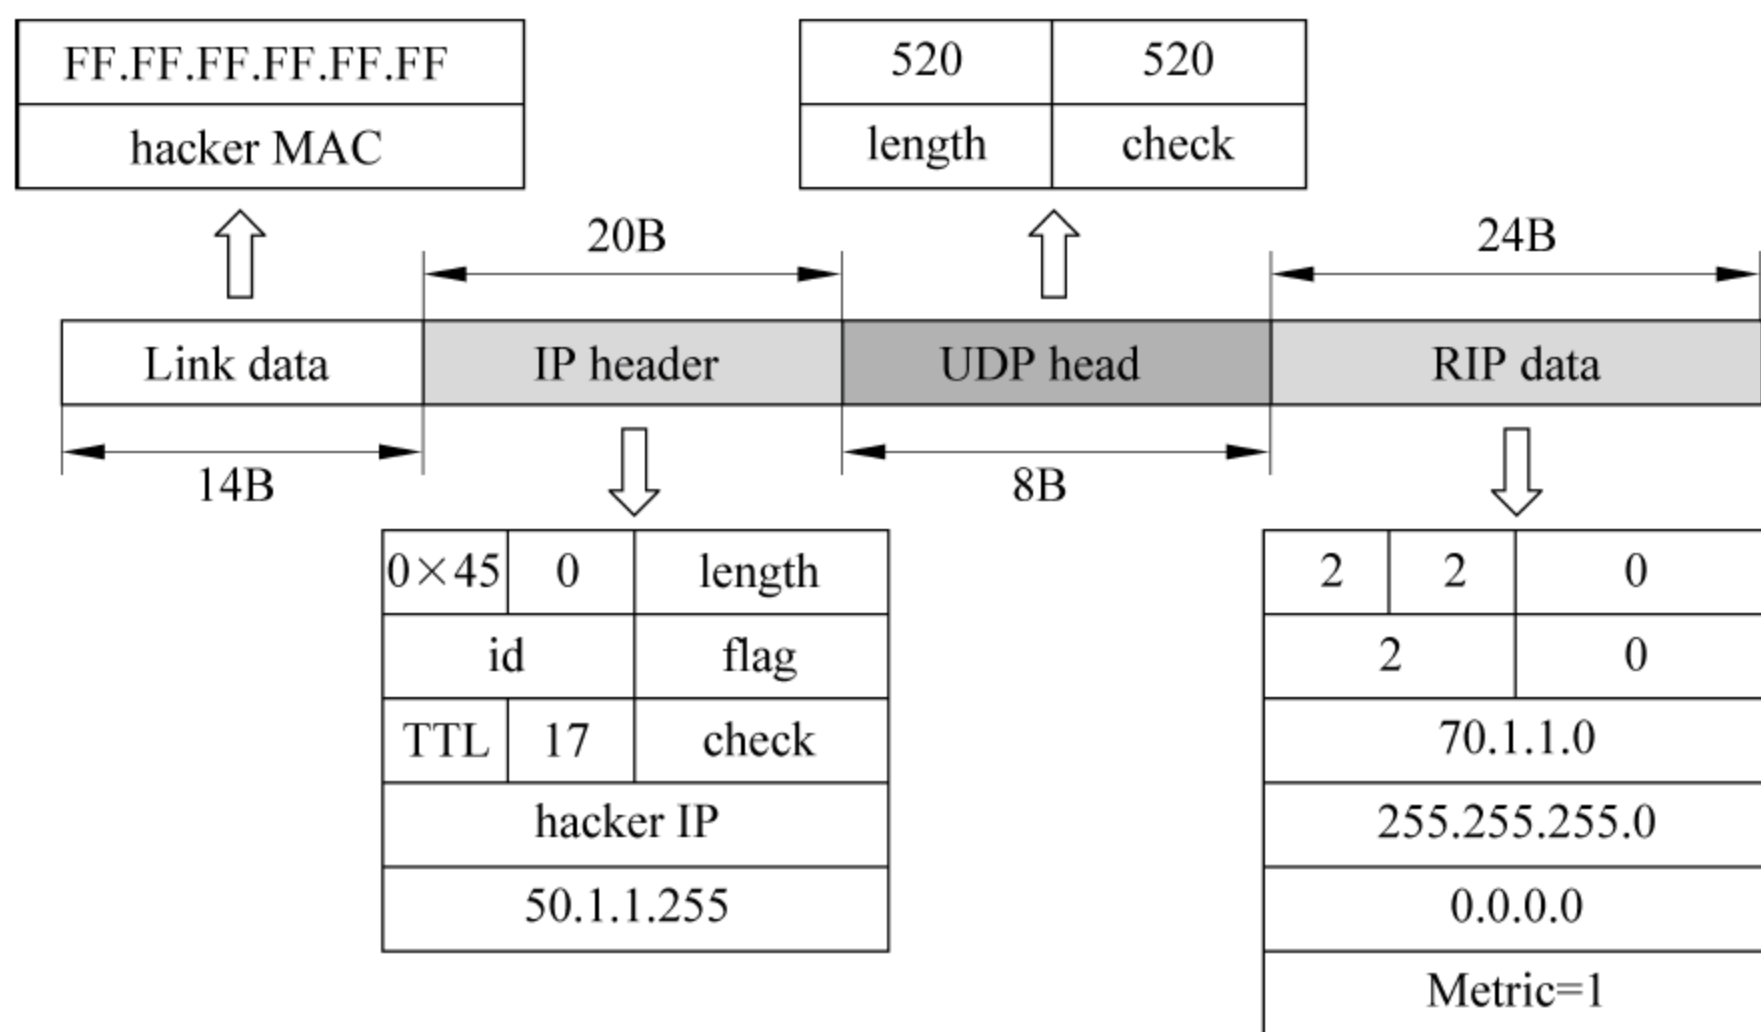 FF.FF.FF.FF.FF.FF
hacker MAC
520 520
length check
20B
24B
Link data IP header UDP head RIP data
14B
8B
0×45 0 length
id flag
TTL 17 check
hacker IP
50.1.1.255
2 2 0
2 0
70.1.1.0
255.255.255.0
0.0.0.0
Metric=1